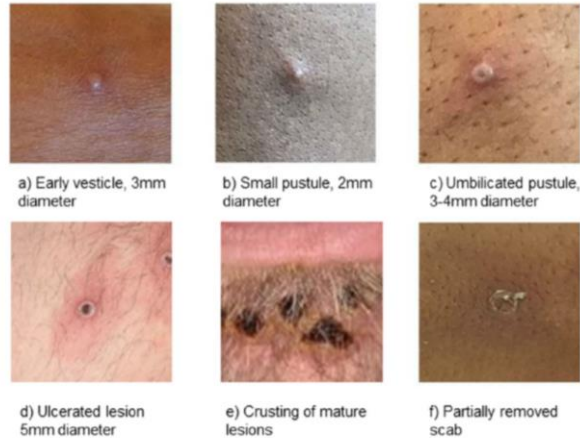 a) Early vesicle, 3mm
diameter
b) Small pustule, 2mm
diameter
c) Umbilicated pustule,
3-4mm diameter
d) Ulcerated lesion
5mm diameter
e) Crusting of mature
lesions
f) Partially removed
scab